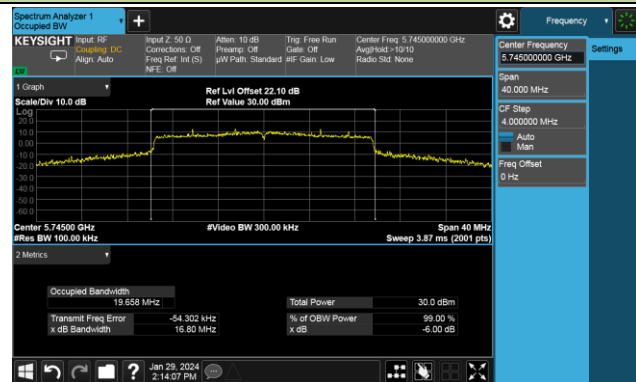 Spectrum Analyzer 1
Occupied BW
Frequency
KEYSIGHT
Input: RF
Coupling: DC
Align: Auto
Input Z: 50 Ω
Corrections: Off
Freq Ref: Int (S)
NFE: Off
Atten: 10 dB
Preamp: Off
µW Path: Standard
Trig: Free Run
Gate: Off
#IF Gain: Low
Center Freq: 5.745000000 GHz
Avg|Hold:>10/10
Radio Std: None
Center Frequency
5.745000000 GHz
Settings
Span
40.000 MHz
CF Step
4.000000 MHz
Auto
Man
Freq Offset
0 Hz
1 Graph
Scale/Div 10.0 dB
Ref Lvl Offset 22.10 dB
Ref Value 30.00 dBm
Log
20.0
10.0
0.00
-10.0
-20.0
-30.0
-40.0
-50.0
-60.0
Center 5.74500 GHz
#Video BW 300.00 kHz
Span 40 MHz
#Res BW 100.00 kHz
Sweep 3.87 ms (2001 pts)
2 Metrics
Occupied Bandwidth
19.658 MHz
Total Power
30.0 dBm
Transmit Freq Error
-54.302 kHz
% of OBW Power
99.00 %
x dB Bandwidth
16.80 MHz
x dB
-6.00 dB
?
Jan 29, 2024
2:14:07 PM